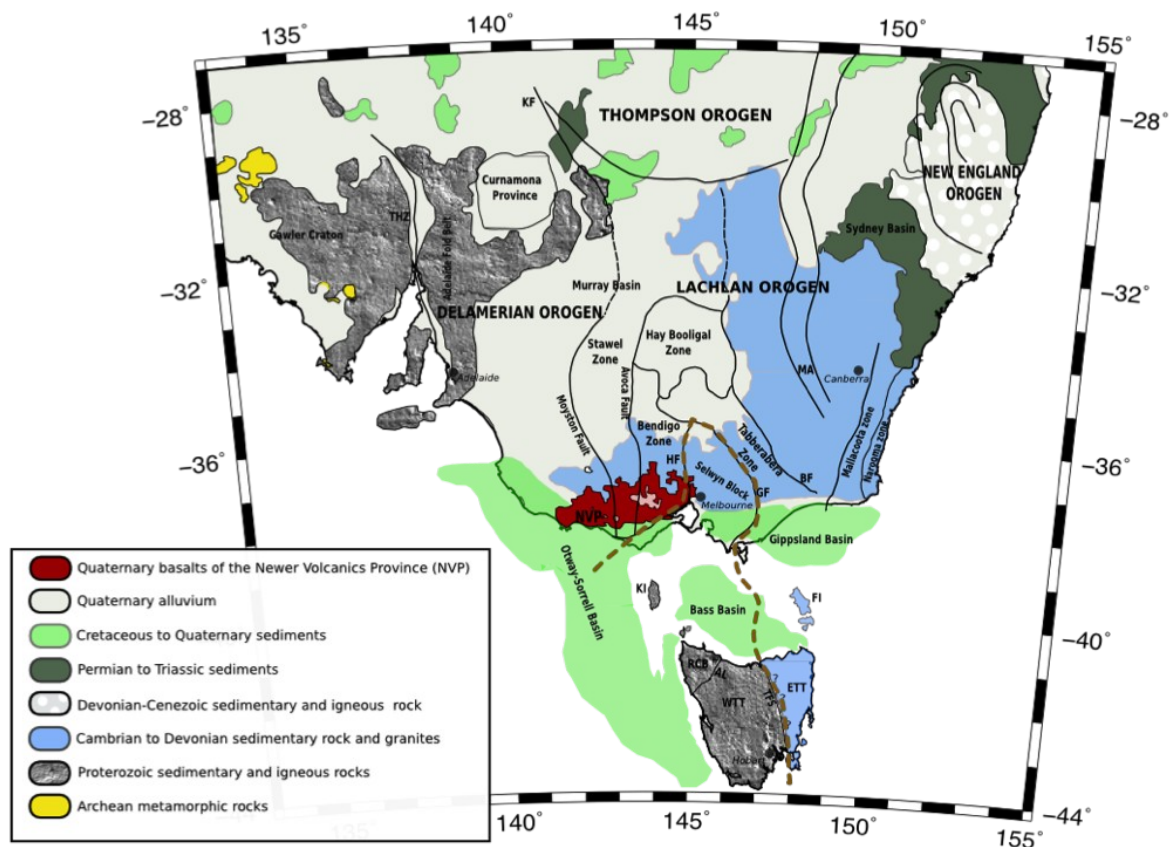 135°
140°
145°
150°
155°
−28°
−28°
KF
THOMPSON OROGEN
Curnamona
Province
NEW ENGLAND
OROGEN
THZ
Gawler Craton
Adelaide Fold Belt
Sydney Basin
−32°
−32°
Murray Basin
LACHLAN OROGEN
DELAMERIAN OROGEN
Hay Booligal
Zone
Stawel
Zone
Avoca Fault
MA
Canberra
Adelaide
Moyston Fault
Bendigo
Zone
Tabberabera
Zone
Mallacoota zone
Narooma zone
−36°
−36°
HF
Selwyn Block
GF
BF
Melbourne
NVP
Gippsland Basin
Otway-Sorrell Basin
KI
Bass Basin
FI
−40°
RCB
AL
WTT
TFS
ETT
?
Hobart
−44°
−44°
135°
140°
145°
150°
155°
Quaternary basalts of the Newer Volcanics Province (NVP)
Quaternary alluvium
Cretaceous to Quaternary sediments
Permian to Triassic sediments
Devonian-Cenezoic sedimentary and igneous rock
Cambrian to Devonian sedimentary rock and granites
Proterozoic sedimentary and igneous rocks
Archean metamorphic rocks